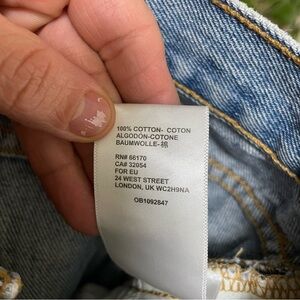 100% COTTON- COTON
ALGODON-COTONE
BAUMWOLLE-棉
RN# 66170
CA# 32054
FOR EU
24 WEST STREET
LONDON, UK WC2H9NA
OB1092847